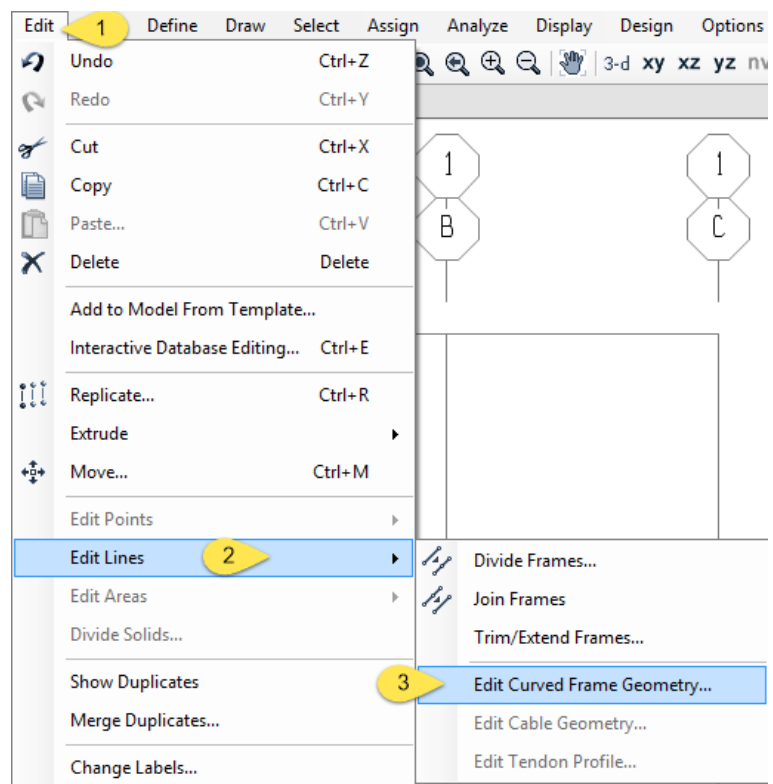 Edit 1 Define Draw Select Assign Analyze Display Design Options
Undo Ctrl+Z
3-d xy xz yz nv
Redo Ctrl+Y
Cut Ctrl+X
Copy Ctrl+C
Paste... Ctrl+V
Delete Delete
1 1
B C
Add to Model From Template...
Interactive Database Editing... Ctrl+E
Replicate... Ctrl+R
Extrude
Move... Ctrl+M
Edit Points
Edit Lines 2
Edit Areas
Divide Solids...
Show Duplicates
Merge Duplicates...
Change Labels...
Divide Frames...
Join Frames
Trim/Extend Frames...
3 Edit Curved Frame Geometry...
Edit Cable Geometry...
Edit Tendon Profile...